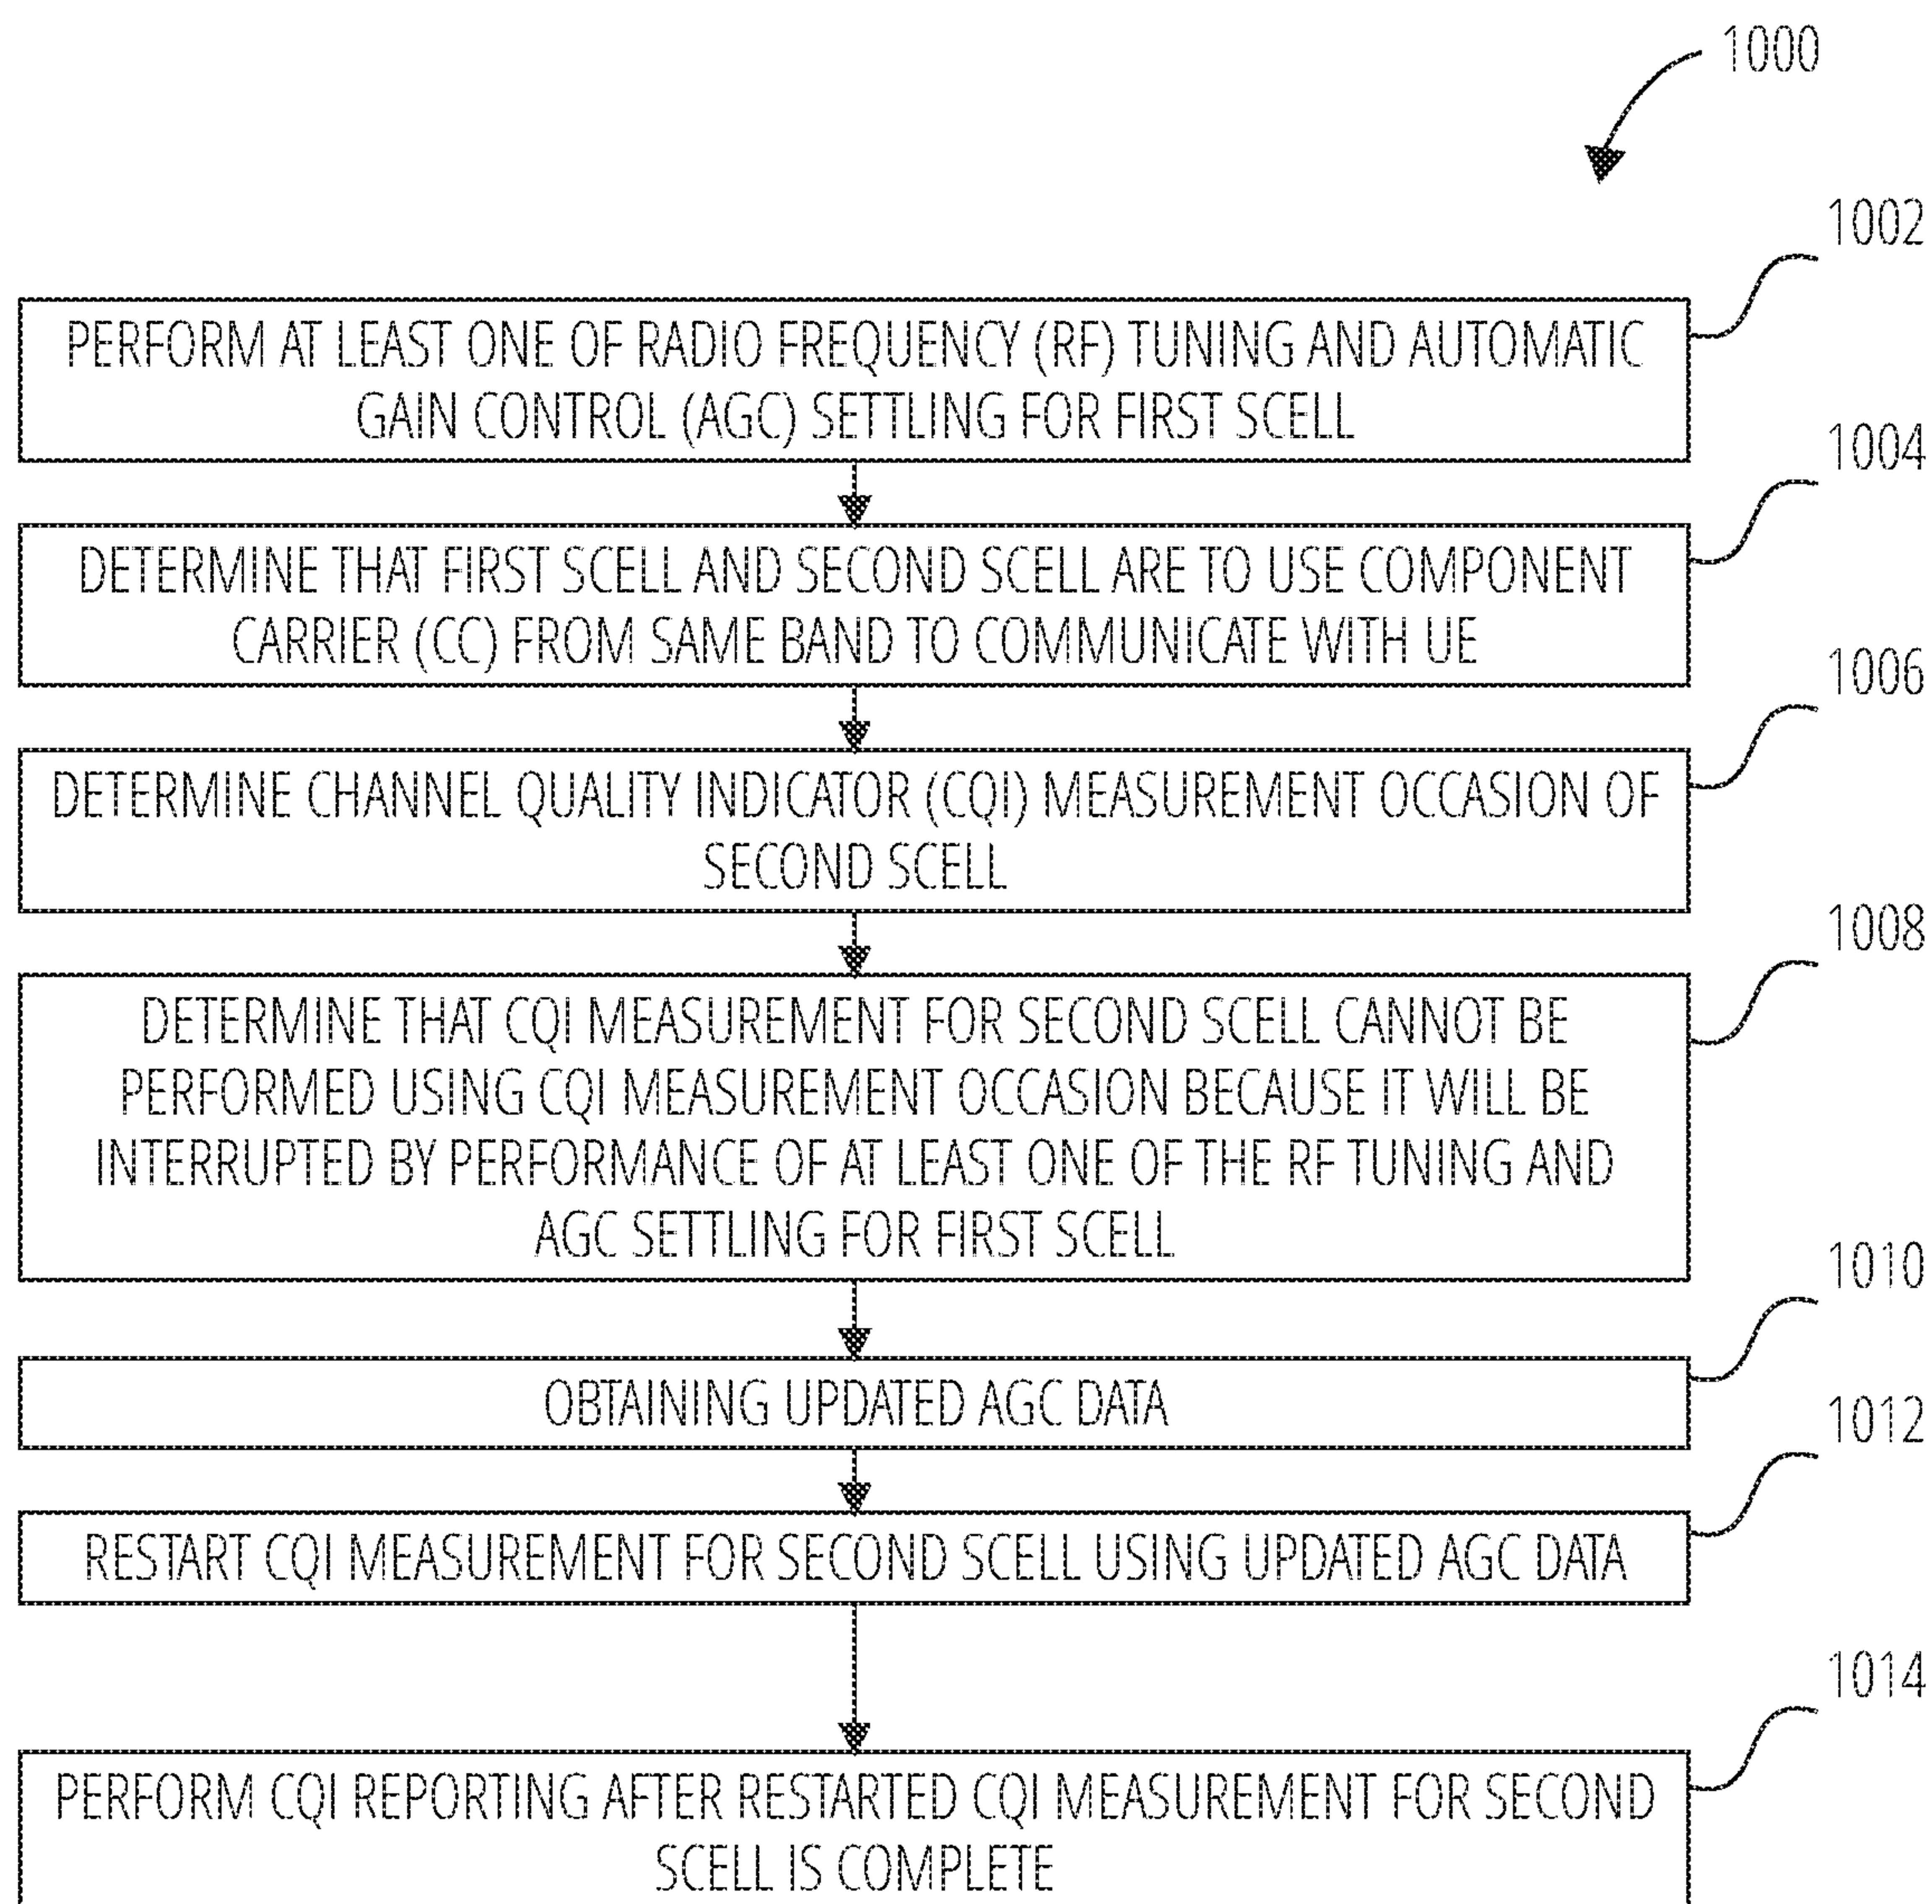 1000
1002
PERFORM AT LEAST ONE OF RADIO FREQUENCY (RF) TUNING AND AUTOMATIC
GAIN CONTROL (AGC) SETTLING FOR FIRST SCELL
1004
DETERMINE THAT FIRST SCELL AND SECOND SCELL ARE TO USE COMPONENT
CARRIER (CC) FROM SAME BAND TO COMMUNICATE WITH UE
1006
DETERMINE CHANNEL QUALITY INDICATOR (CQI) MEASUREMENT OCCASION OF
SECOND SCELL
1008
DETERMINE THAT CQI MEASUREMENT FOR SECOND SCELL CANNOT BE
PERFORMED USING CQI MEASUREMENT OCCASION BECAUSE IT WILL BE
INTERRUPTED BY PERFORMANCE OF AT LEAST ONE OF THE RF TUNING AND
AGC SETTLING FOR FIRST SCELL
1010
OBTAINING UPDATED AGC DATA
1012
RESTART CQI MEASUREMENT FOR SECOND SCELL USING UPDATED AGC DATA
1014
PERFORM CQI REPORTING AFTER RESTARTED CQI MEASUREMENT FOR SECOND
SCELL IS COMPLETE